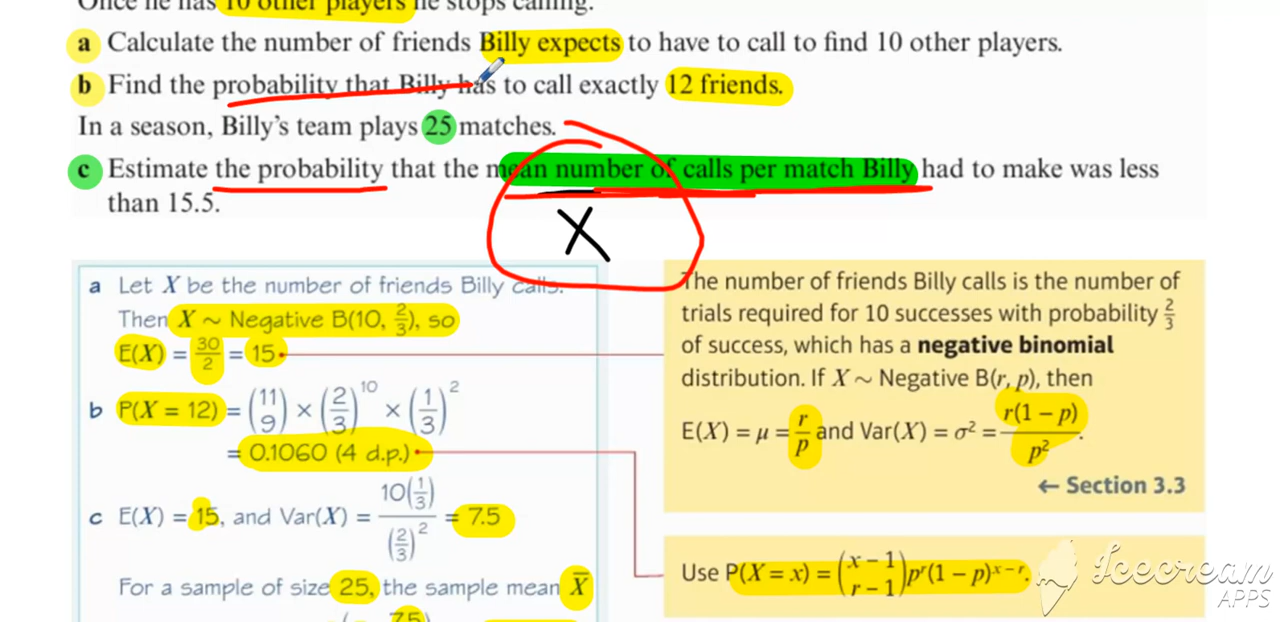 Once he has 10 other players he stops calling.
a Calculate the number of friends Billy expects to have to call to find 10 other players.
b Find the probability that Billy has to call exactly 12 friends.
In a season, Billy's team plays 25 matches.
c Estimate the probability that the mean number of calls per match Billy had to make was less
than 15.5.
X̄
a Let X be the number of friends Billy calls.
Then X ~ Negative B(10, 2/3), so
E(X) = 30/2 = 15
b P(X = 12) = (11 9) × (2/3)^10 × (1/3)^2
= 0.1060 (4 d.p.)
c E(X) = 15, and Var(X) = 10(1/3)/(2/3)^2 = 7.5
For a sample of size 25, the sample mean X̄
7.5
The number of friends Billy calls is the number of
trials required for 10 successes with probability 2/3
of success, which has a negative binomial
distribution. If X ~ Negative B(r, p), then
E(X) = μ = r/p and Var(X) = σ² = r(1 − p)/p².
← Section 3.3
Use P(X = x) = (x − 1 r − 1)p^r(1 − p)^(x − r).
Icecream
APPS